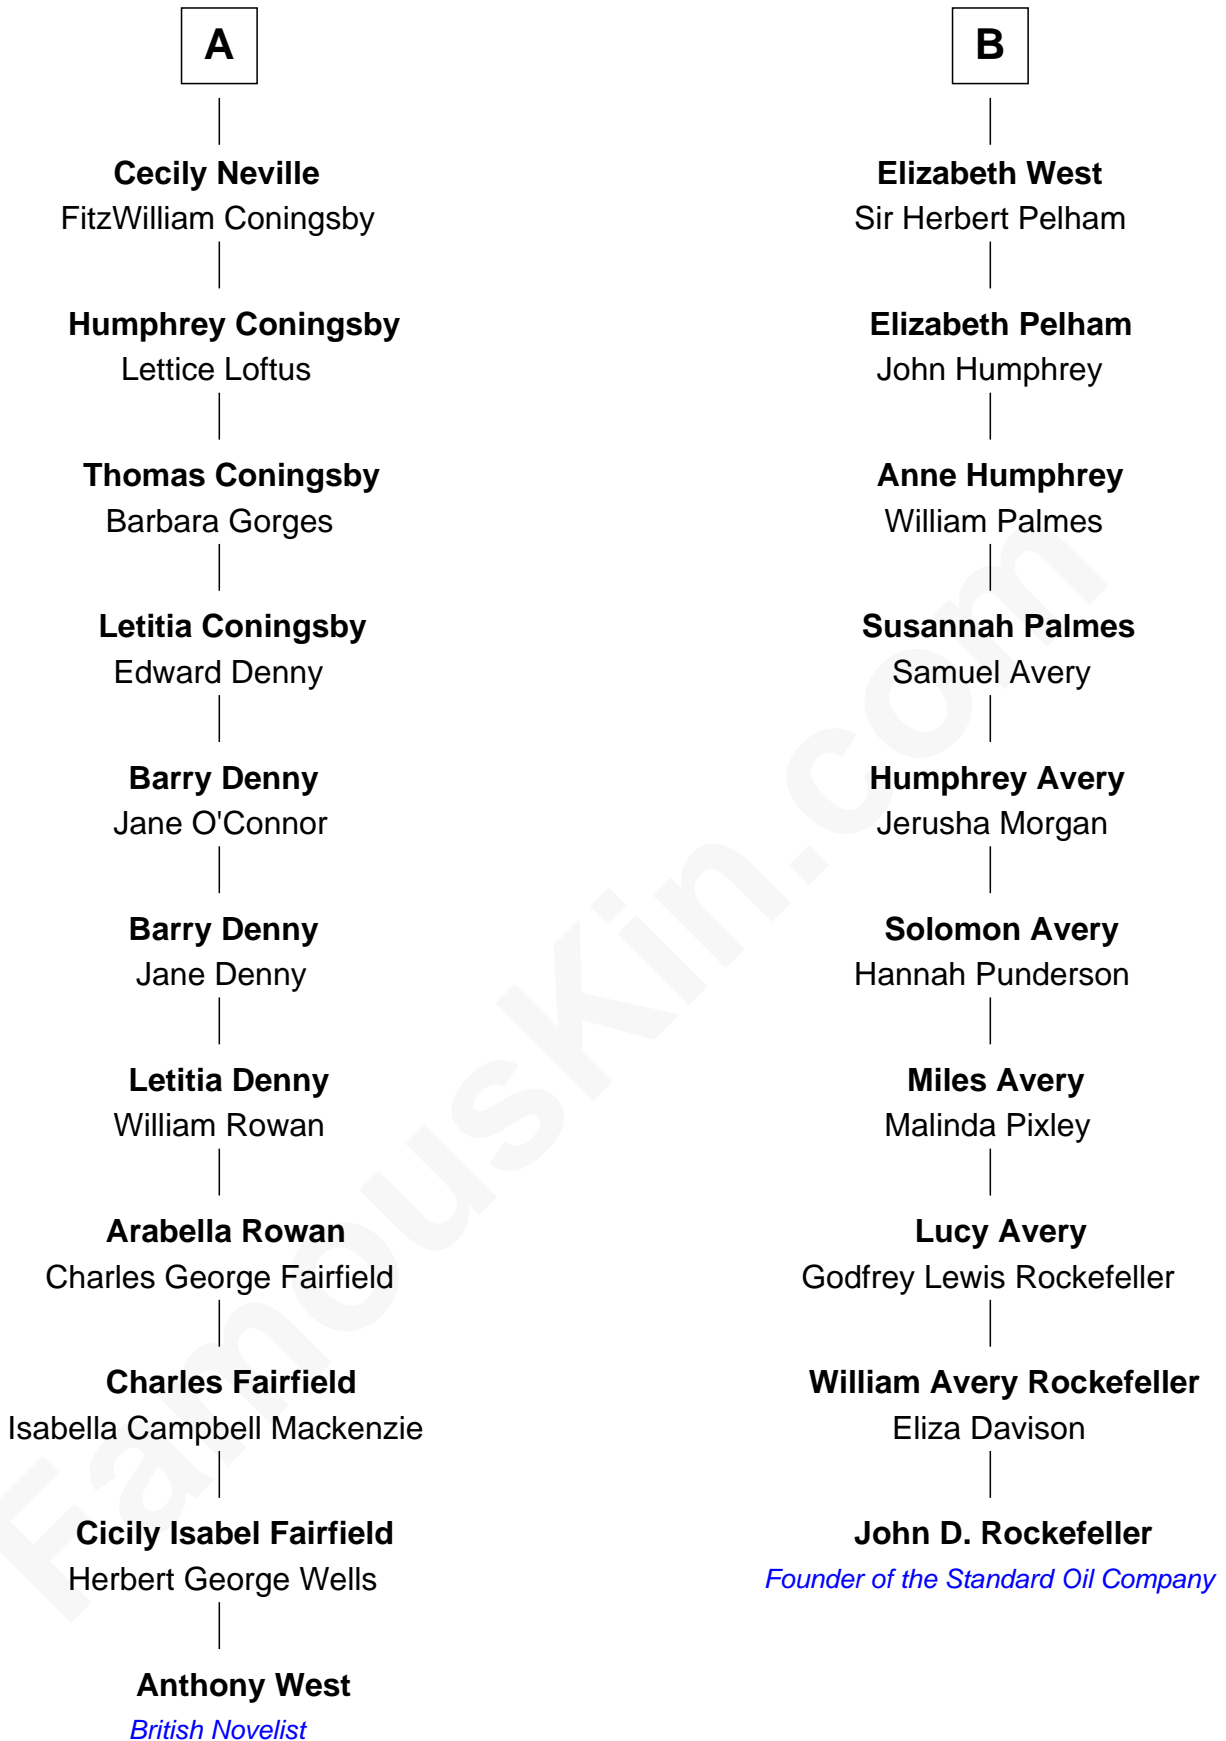 A
Cecily Neville
FitzWilliam Coningsby
Humphrey Coningsby
Lettice Loftus
Thomas Coningsby
Barbara Gorges
Letitia Coningsby
Edward Denny
Barry Denny
Jane O'Connor
Barry Denny
Jane Denny
Letitia Denny
William Rowan
Arabella Rowan
Charles George Fairfield
Charles Fairfield
Isabella Campbell Mackenzie
Cicily Isabel Fairfield
Herbert George Wells
Anthony West
British Novelist
B
Elizabeth West
Sir Herbert Pelham
Elizabeth Pelham
John Humphrey
Anne Humphrey
William Palmes
Susannah Palmes
Samuel Avery
Humphrey Avery
Jerusha Morgan
Solomon Avery
Hannah Punderson
Miles Avery
Malinda Pixley
Lucy Avery
Godfrey Lewis Rockefeller
William Avery Rockefeller
Eliza Davison
John D. Rockefeller
Founder of the Standard Oil Company
FamousKin.com